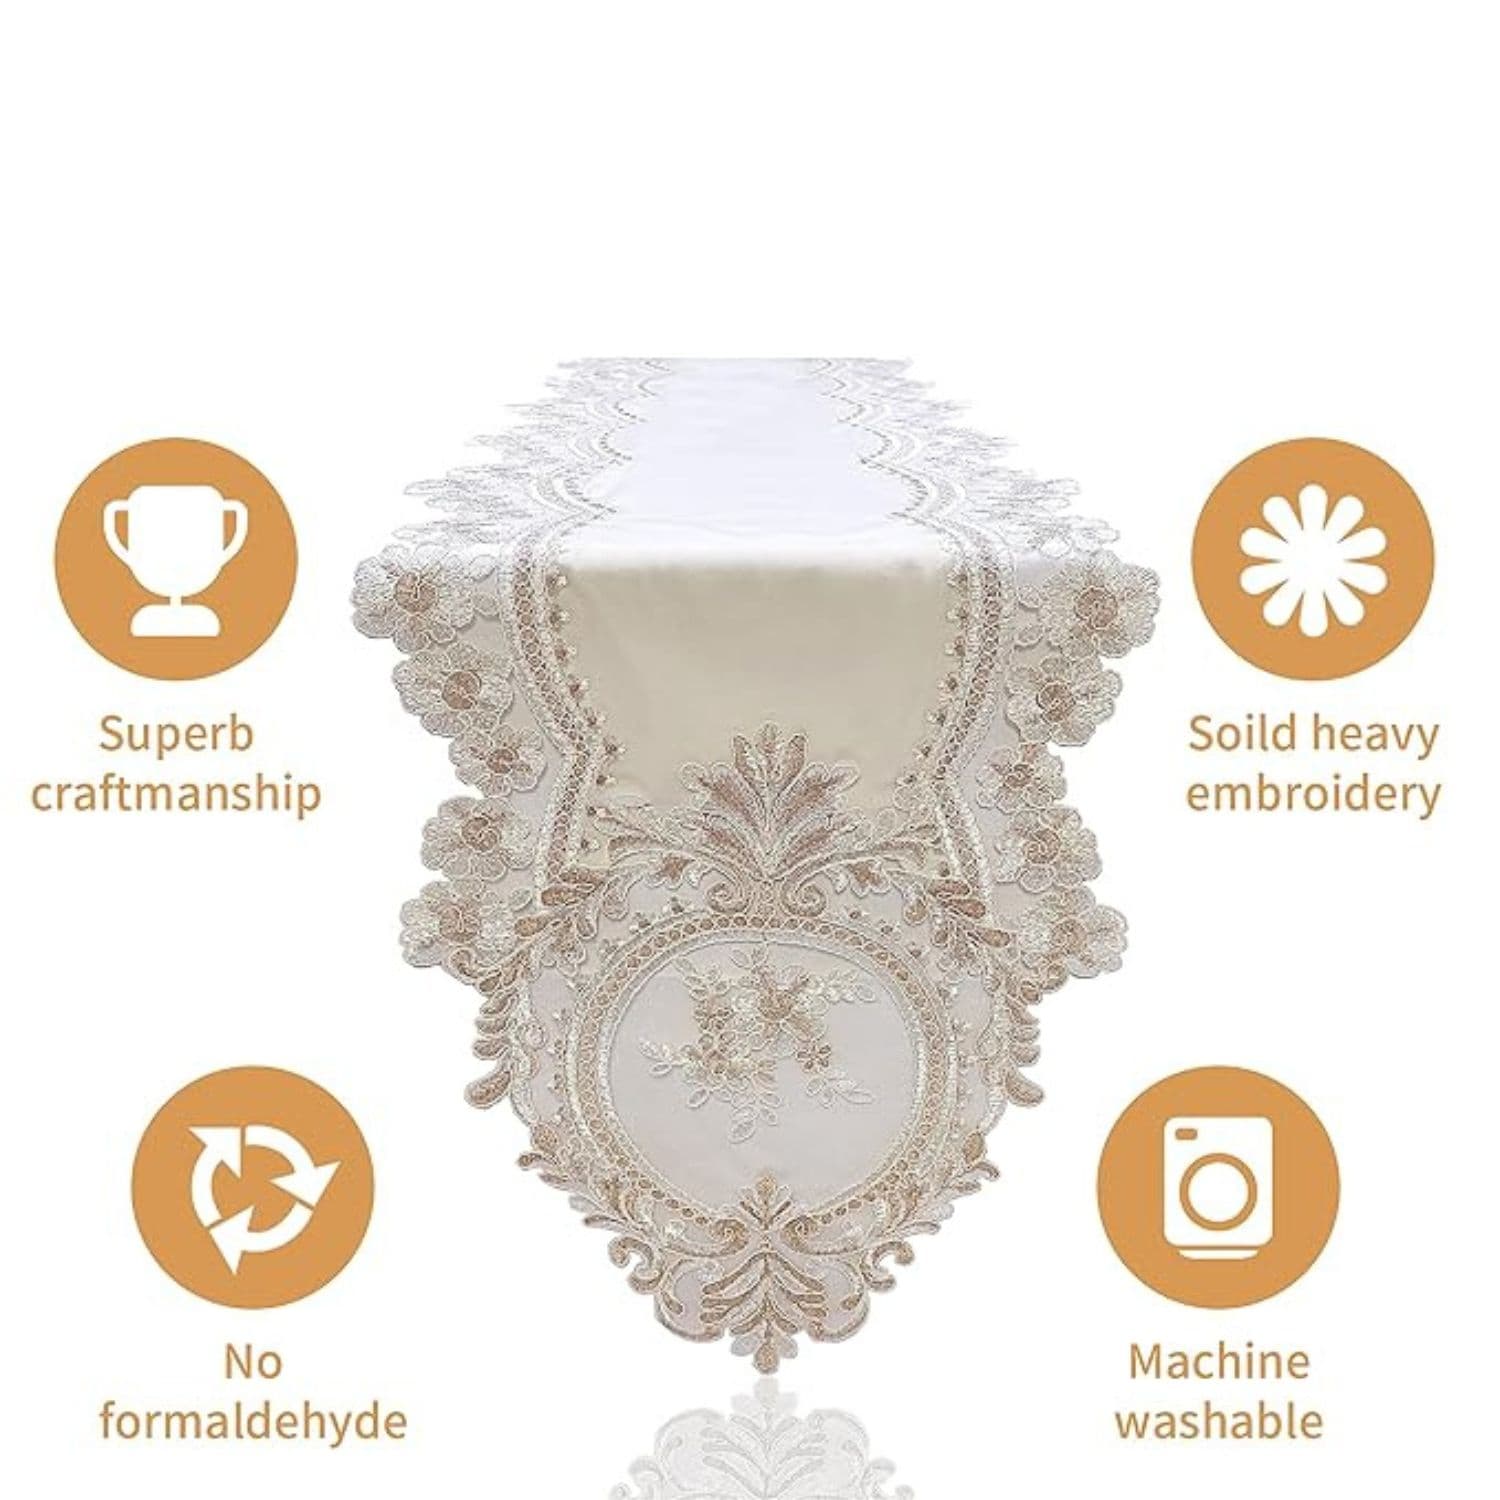 Superb
craftmanship
Soild heavy
embroidery
No
formaldehyde
Machine
washable